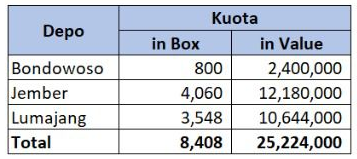 Depo Kuota
in Box in Value
Bondowoso 800 2,400,000
Jember 4,060 12,180,000
Lumajang 3,548 10,644,000
Total 8,408 25,224,000